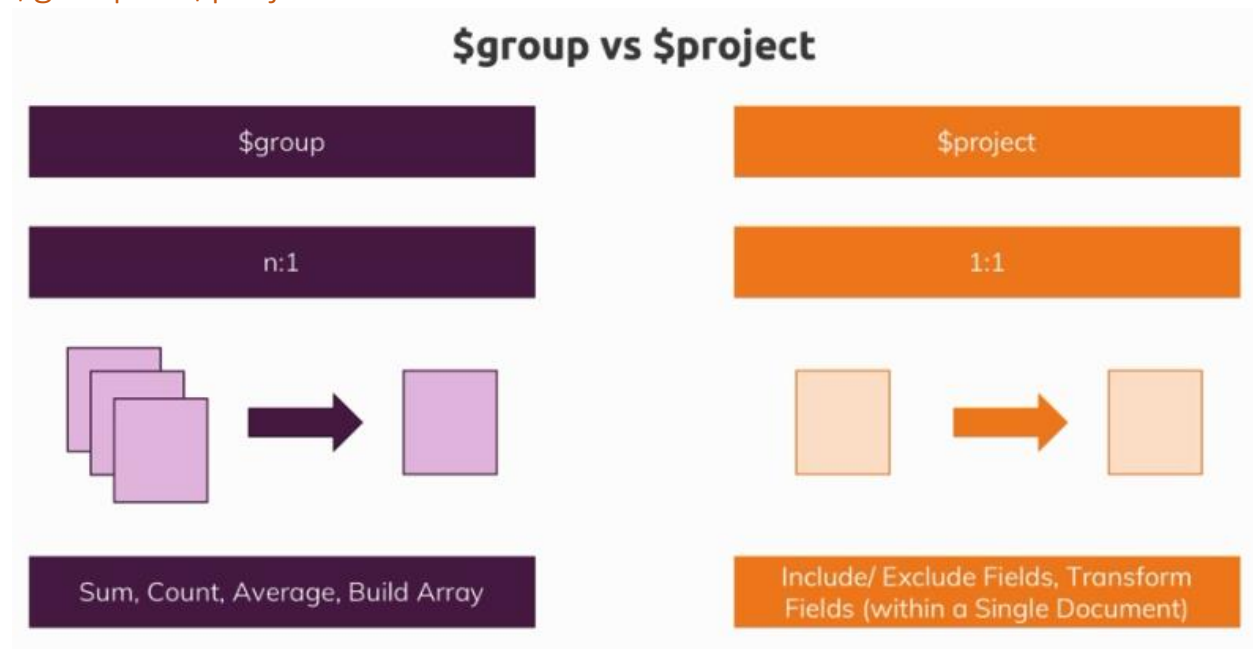 $group vs $project
$group
$project
n:1
1:1
Sum, Count, Average, Build Array
Include/ Exclude Fields, Transform
Fields (within a Single Document)